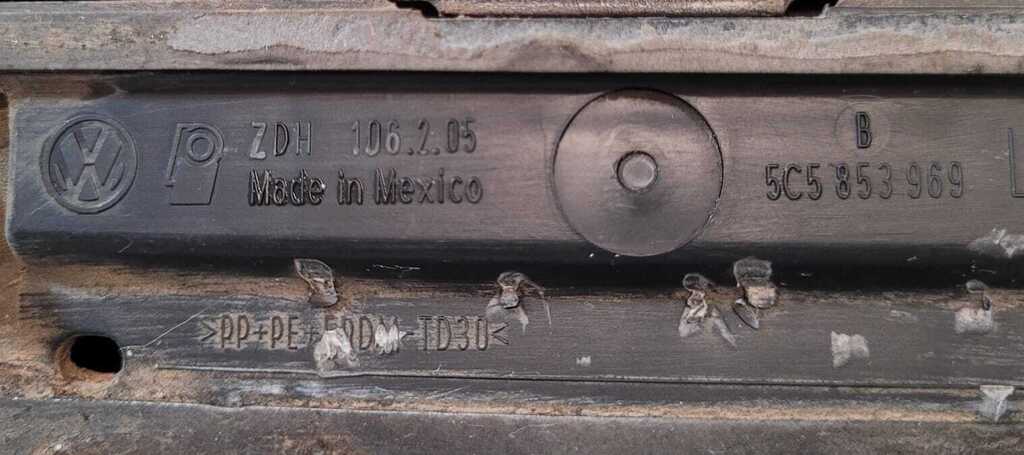 ZDH 106.2.05
Made in Mexico
B
5C5 853 969
>PP+PE+EPDM-TD30<